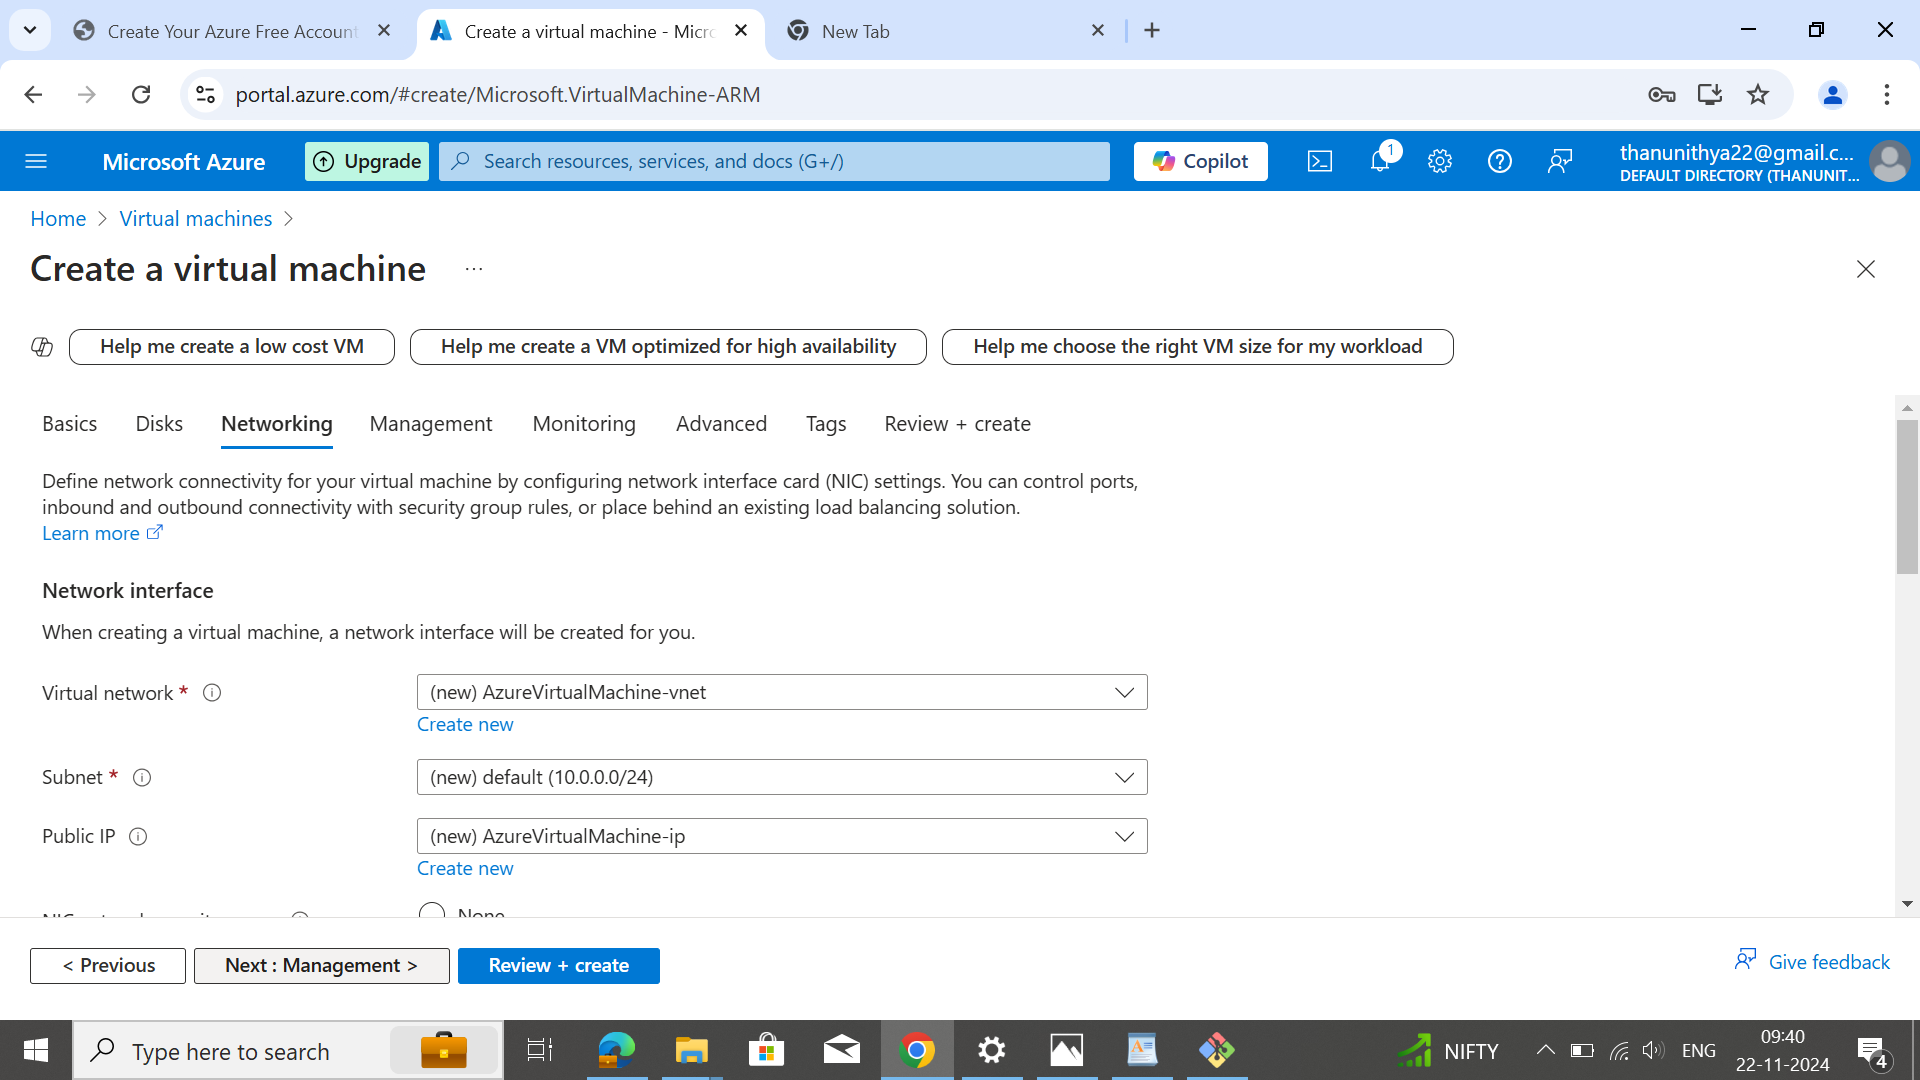 Create Your Azure Free Account
Create a virtual machine - Micro
New Tab
portal.azure.com/#create/Microsoft.VirtualMachine-ARM
Microsoft Azure
Upgrade
Search resources, services, and docs (G+/)
Copilot
1
thanunithya22@gmail.c...
DEFAULT DIRECTORY (THANUNIT...
Home > Virtual machines >
Create a virtual machine ...
Help me create a low cost VM
Help me create a VM optimized for high availability
Help me choose the right VM size for my workload
Basics Disks Networking Management Monitoring Advanced Tags Review + create
Define network connectivity for your virtual machine by configuring network interface card (NIC) settings. You can control ports,
inbound and outbound connectivity with security group rules, or place behind an existing load balancing solution.
Learn more
Network interface
When creating a virtual machine, a network interface will be created for you.
Virtual network *
(new) AzureVirtualMachine-vnet
Create new
Subnet *
(new) default (10.0.0.0/24)
Public IP
(new) AzureVirtualMachine-ip
Create new
None
< Previous
Next : Management >
Review + create
Give feedback
Type here to search
NIFTY
ENG
09:40
22-11-2024
4